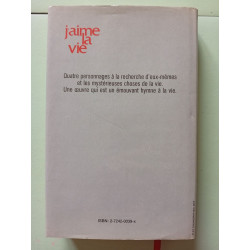 j'aime
la
vie
Quatre personnages à la recherche d'eux-mêmes
et les mystérieuses choses de la vie.
Une œuvre qui est un émouvant hymne à la vie.